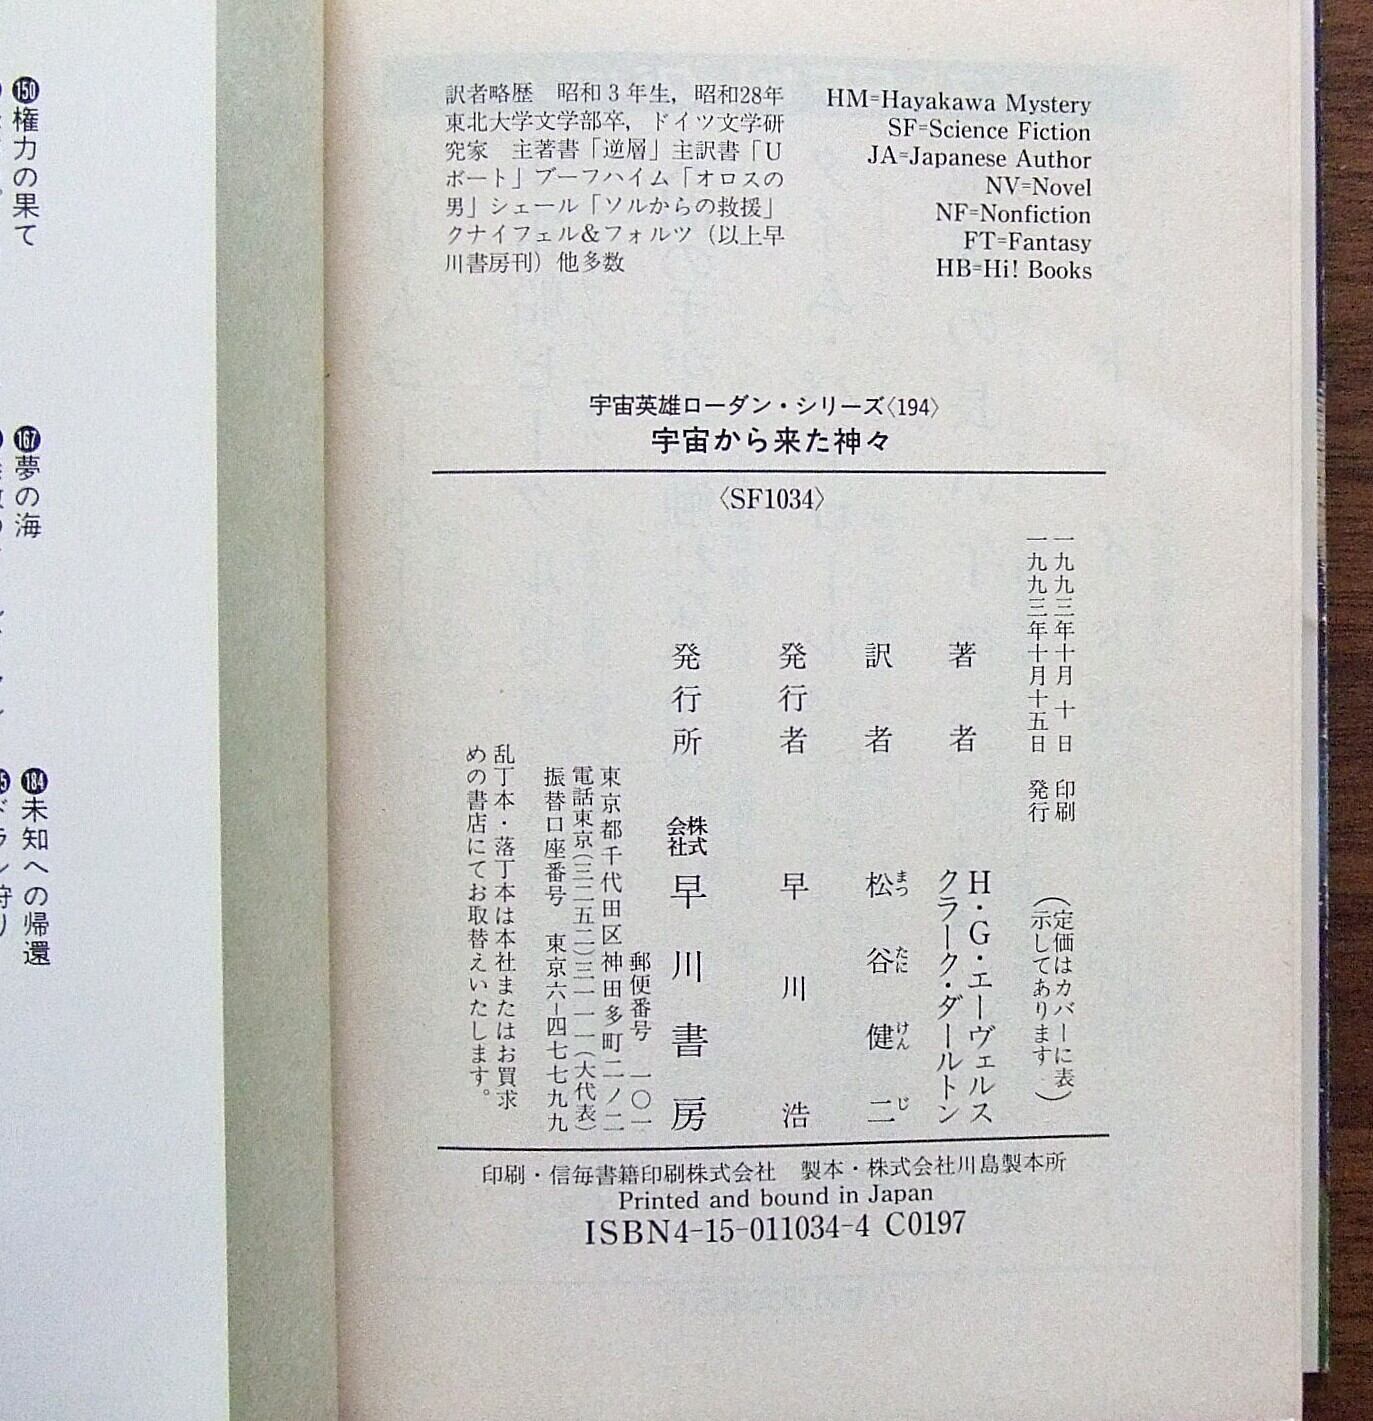 訳者略歴　昭和3年生，昭和28年
東北大学文学部卒，ドイツ文学研
究家　主著書「逆層」主訳書「U
ボート」ブーフハイム「オロスの
男」シェール「ソルからの救援」
クナイフェル&フォルツ（以上早
川書房刊）他多数
HM=Hayakawa Mystery
SF=Science Fiction
JA=Japanese Author
NV=Novel
NF=Nonfiction
FT=Fantasy
HB=Hi! Books
宇宙英雄ローダン・シリーズ〈194〉
宇宙から来た神々
〈SF1034〉
一九九三年十月　十　日　印刷
一九九三年十月十五日　発行
（定価はカバーに表
示してあります）
著者　H・G・エーヴェルス
クラーク・ダールトン
訳者　松谷健二
まつ　たに　けん　じ
発行者　早川　浩
発行所　株式会社　早川書房
郵便番号　一〇一
東京都千代田区神田多町二ノ二
電話東京（三二五二）三一一一（大代表）
振替口座番号　東京六-四七七九九
乱丁本・落丁本は本社またはお買求
めの書店にてお取替えいたします。
印刷・信毎書籍印刷株式会社　製本・株式会社川島製本所
Printed and bound in Japan
ISBN4-15-011034-4 C0197
150 権力の果て
167 夢の海
184 未知への帰還